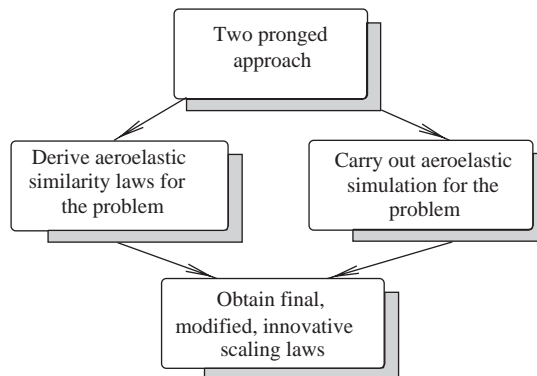 Two pronged
approach
Derive aeroelastic
similarity laws for
the problem
Carry out aeroelastic
simulation for the
problem
Obtain final,
modified, innovative
scaling laws